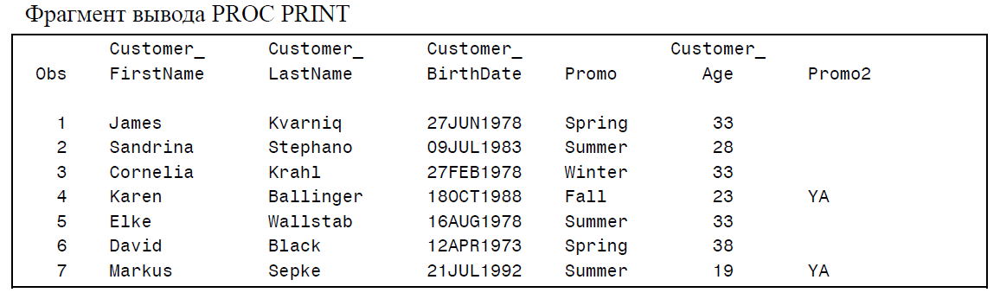 Фрагмент вывода PROC PRINT
Customer_ Customer_ Customer_ Customer_
Obs FirstName LastName BirthDate Promo Age Promo2
1 James Kvarniq 27JUN1978 Spring 33
2 Sandrina Stephano 09JUL1983 Summer 28
3 Cornelia Krahl 27FEB1978 Winter 33
4 Karen Ballinger 18OCT1988 Fall 23 YA
5 Elke Wallstab 16AUG1978 Summer 33
6 David Black 12APR1973 Spring 38
7 Markus Sepke 21JUL1992 Summer 19 YA